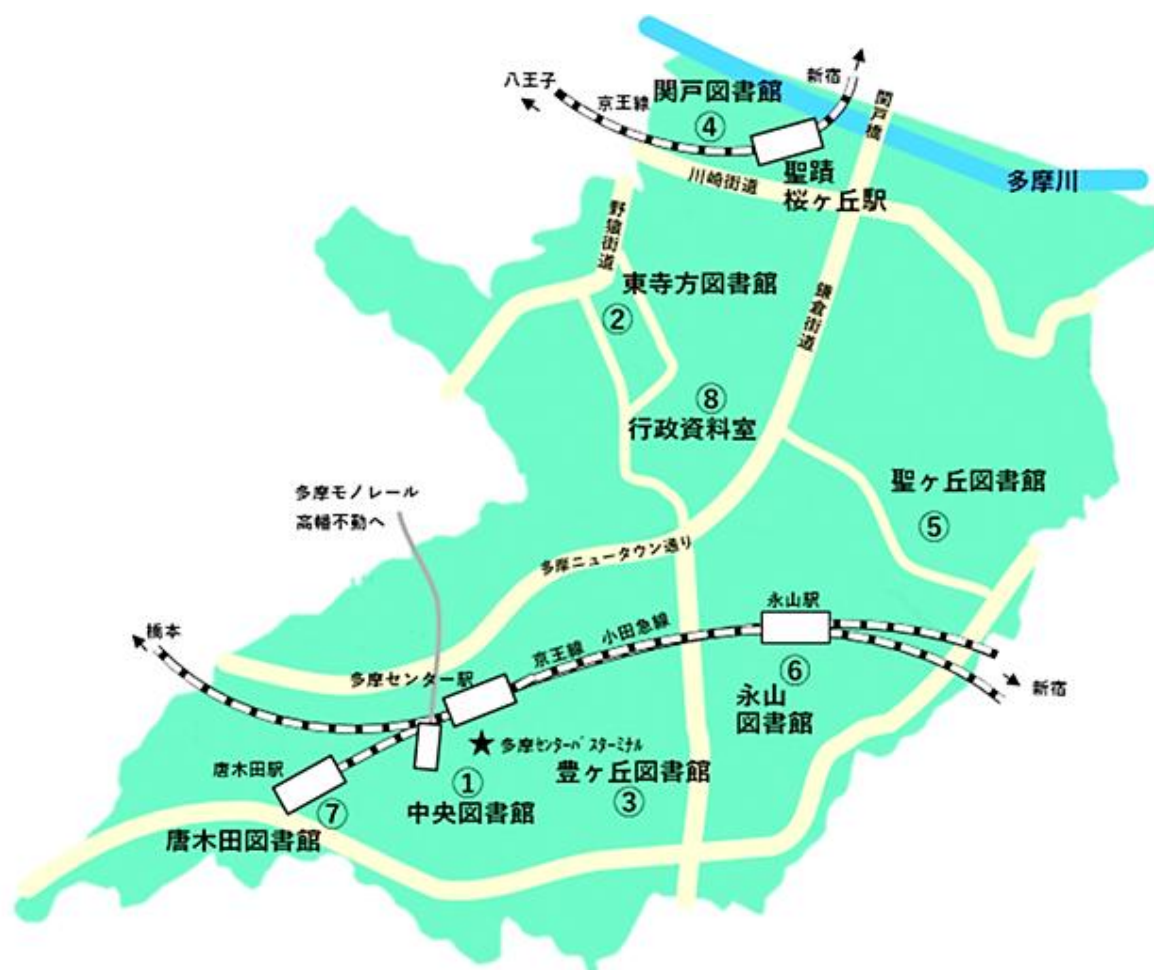 新宿
八王子
京王線
関戸図書館
④
関戸橋
聖蹟
桜ヶ丘駅
多摩川
川崎街道
野猿街道
東寺方図書館
②
鎌倉街道
⑧
行政資料室
聖ヶ丘図書館
⑤
多摩モノレール
高幡不動へ
多摩ニュータウン通り
永山駅
橋本
京王線 小田急線
多摩センター駅
⑥
永山
図書館
新宿
★多摩ｾﾝﾀｰﾊﾞｽﾀｰﾐﾅﾙ
唐木田駅
①
中央図書館
豊ヶ丘図書館
③
⑦
唐木田図書館